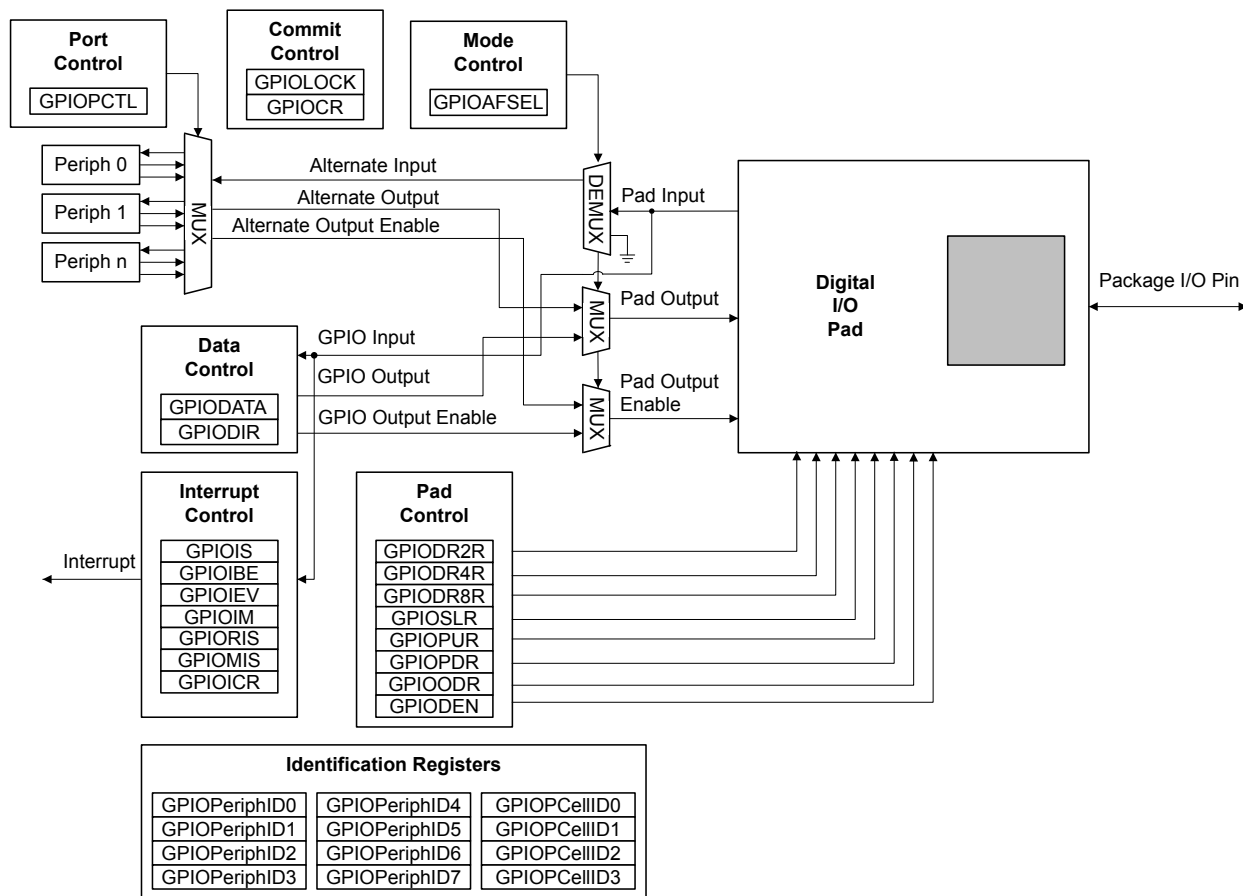 Port
Control
GPIOPCTL
Commit
Control
GPIOLOCK
GPIOCR
Mode
Control
GPIOAFSEL
Periph 0
Periph 1
Periph n
MUX
Alternate Input
Alternate Output
Alternate Output Enable
DEMUX
Pad Input
MUX
Pad Output
MUX
Pad Output
Enable
Digital
I/O
Pad
Package I/O Pin
Data
Control
GPIODATA
GPIODIR
GPIO Input
GPIO Output
GPIO Output Enable
Interrupt
Interrupt
Control
GPIOIS
GPIOIBE
GPIOIEV
GPIOIM
GPIORIS
GPIOMIS
GPIOICR
Pad
Control
GPIODR2R
GPIODR4R
GPIODR8R
GPIOSLR
GPIOPUR
GPIOPDR
GPIOODR
GPIODEN
Identification Registers
GPIOPeriphID0
GPIOPeriphID1
GPIOPeriphID2
GPIOPeriphID3
GPIOPeriphID4
GPIOPeriphID5
GPIOPeriphID6
GPIOPeriphID7
GPIOPCellID0
GPIOPCellID1
GPIOPCellID2
GPIOPCellID3